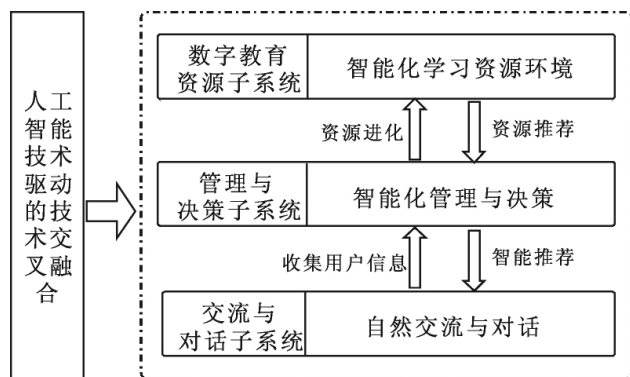 人工
智能
技术
驱动
的技
术交
叉融
合
数字教育
资源子系统
智能化学习资源环境
资源进化
资源推荐
管理与
决策子系统
智能化管理与决策
收集用户信息
智能推荐
交流与
对话子系统
自然交流与对话